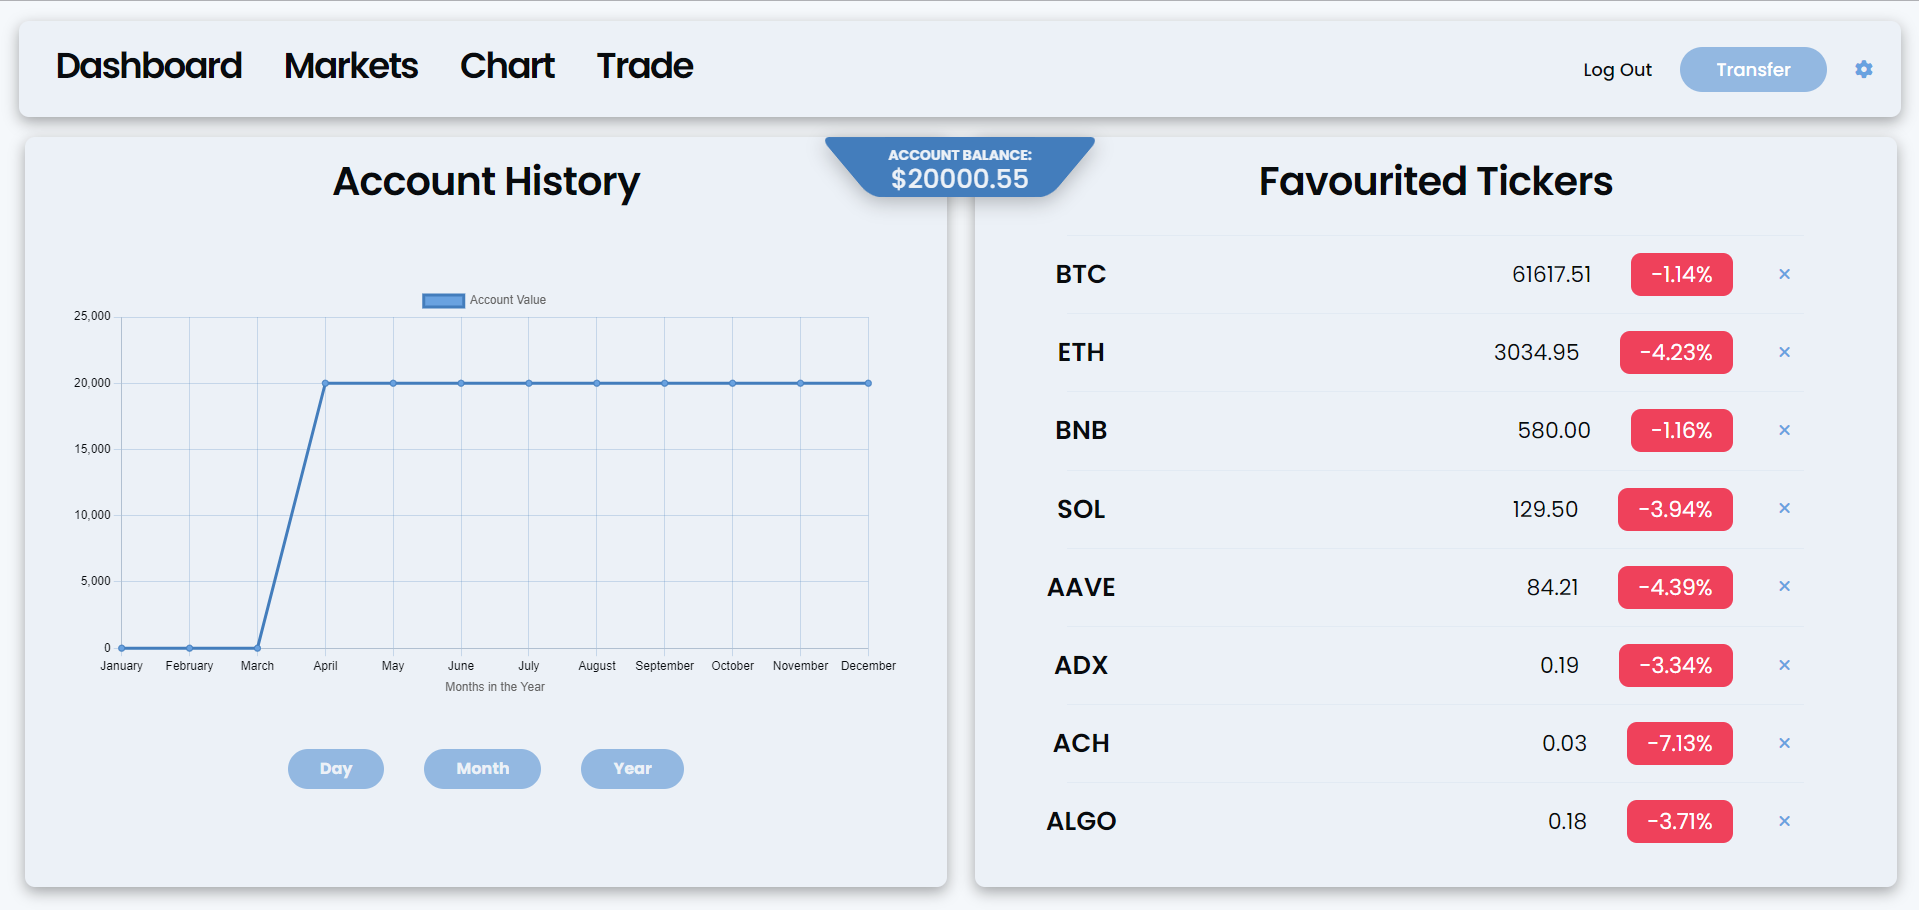 Dashboard Markets Chart Trade Log Out Transfer
ACCOUNT BALANCE:
$20000.55
Account History
Account Value
25,000
20,000
15,000
10,000
5,000
0
January February March April May June July August September October November December
Months in the Year
Day Month Year
Favourited Tickers
BTC 61617.51 -1.14% ×
ETH 3034.95 -4.23% ×
BNB 580.00 -1.16% ×
SOL 129.50 -3.94% ×
AAVE 84.21 -4.39% ×
ADX 0.19 -3.34% ×
ACH 0.03 -7.13% ×
ALGO 0.18 -3.71% ×